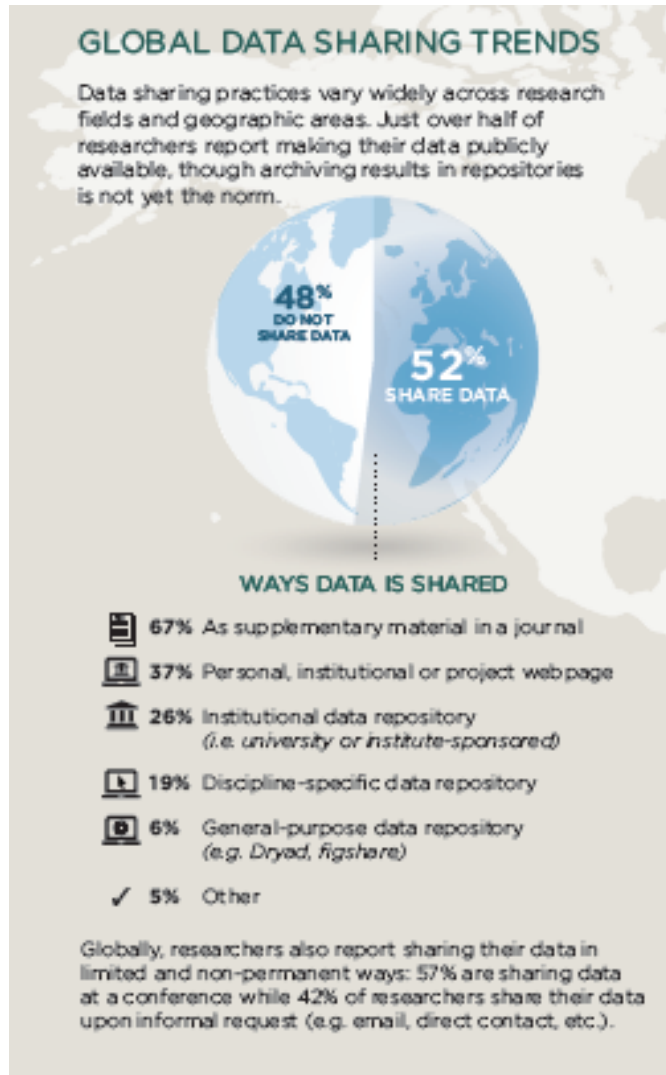 GLOBAL DATA SHARING TRENDS
Data sharing practices vary widely across research
fields and geographic areas. Just over half of
researchers report making their data publicly
available, though archiving results in repositories
is not yet the norm.
48%
DO NOT
SHARE DATA
52%
SHARE DATA
WAYS DATA IS SHARED
67% As supplementary material in a journal
37% Personal, institutional or project webpage
26% Institutional data repository
(i.e. university or institute-sponsored)
19% Discipline-specific data repository
6% General-purpose data repository
(e.g. Dryad, figshare)
5% Other
Globally, researchers also report sharing their data in
limited and non-permanent ways: 57% are sharing data
at a conference while 42% of researchers share their data
upon informal request (e.g. email, direct contact, etc.).